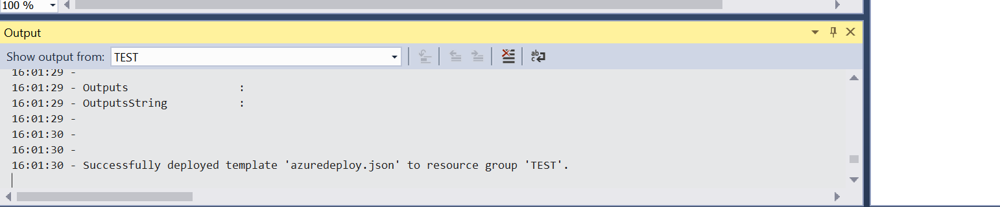 100 %
Output
Show output from: TEST
16:01:29 -
16:01:29 - Outputs                 :
16:01:29 - OutputsString           :
16:01:29 -
16:01:30 -
16:01:30 -
16:01:30 - Successfully deployed template 'azuredeploy.json' to resource group 'TEST'.